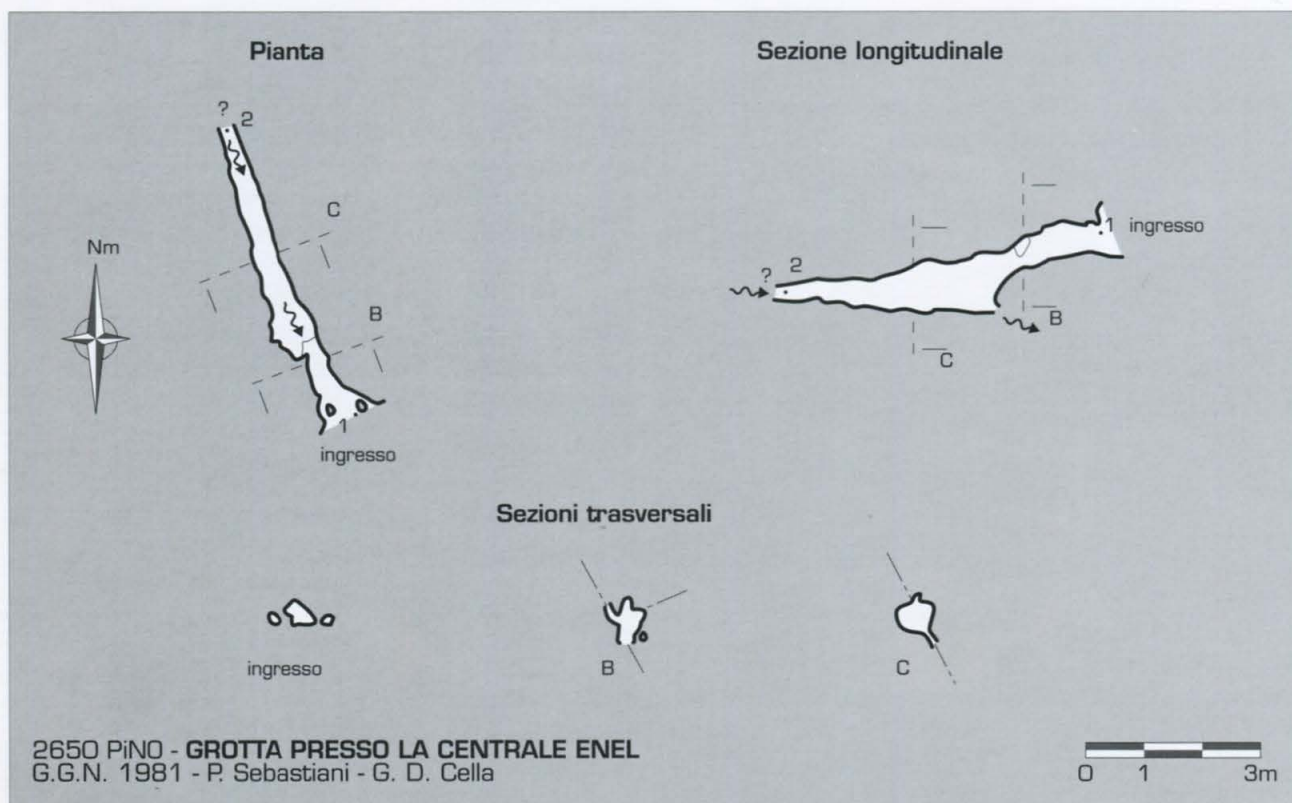 Pianta
Sezione longitudinale
? 2
C
Nm
B
1
ingresso
1 ingresso
? 2
B
C
Sezioni trasversali
ingresso
B
C
2650 PiNO - GROTTA PRESSO LA CENTRALE ENEL
G.G.N. 1981 - P. Sebastiani - G. D. Cella
0 1 3m